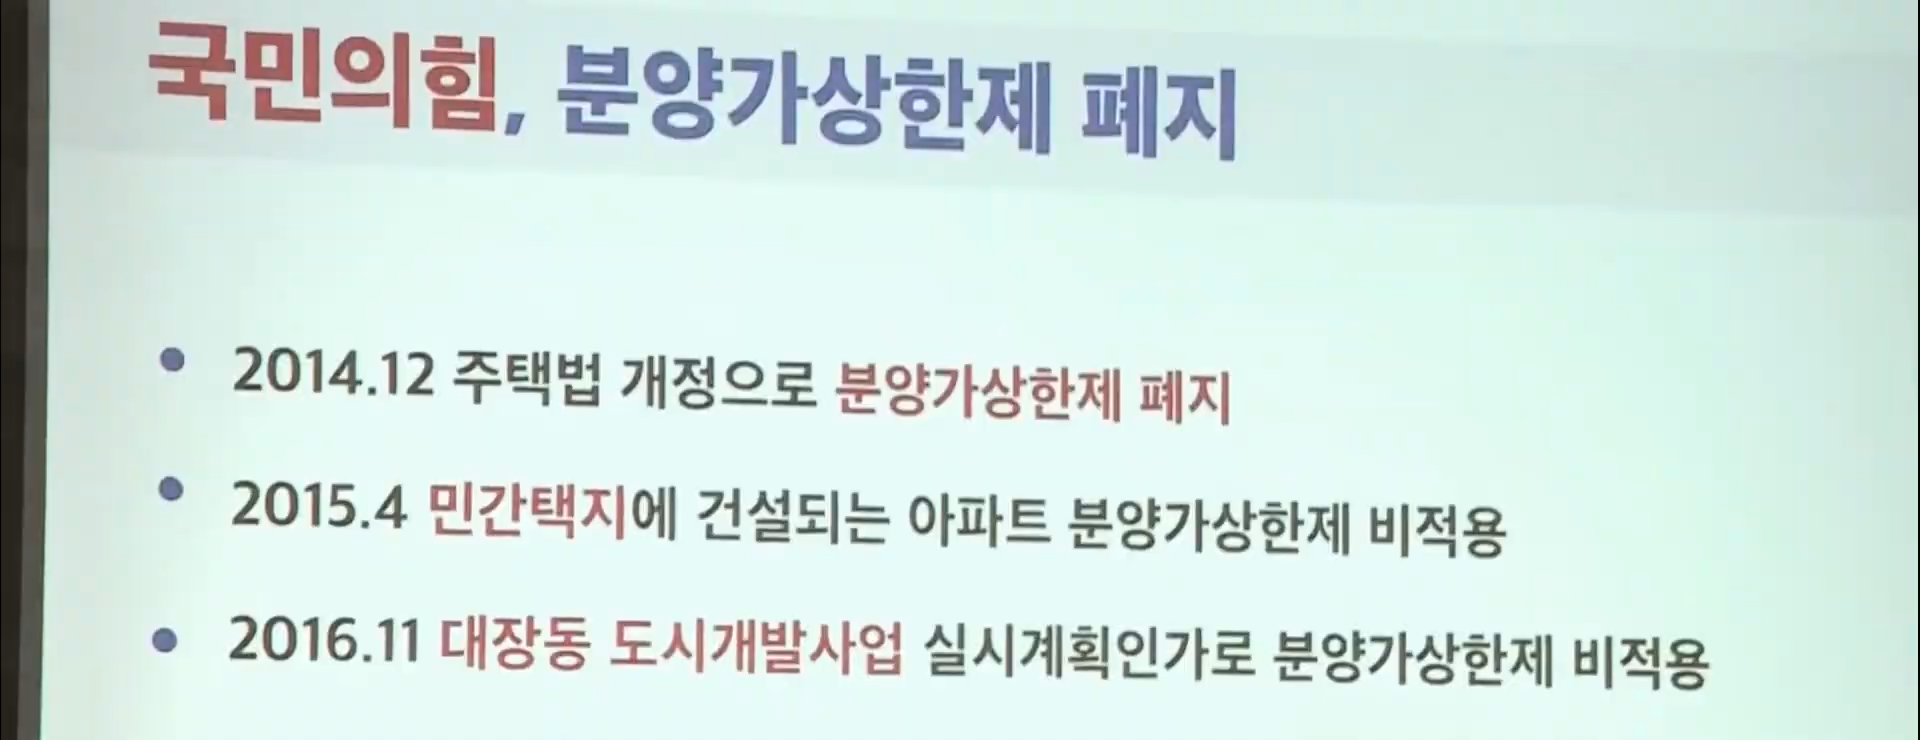 국민의힘, 분양가상한제 폐지
• 2014.12 주택법 개정으로 분양가상한제 폐지
• 2015.4 민간택지에 건설되는 아파트 분양가상한제 비적용
• 2016.11 대장동 도시개발사업 실시계획인가로 분양가상한제 비적용